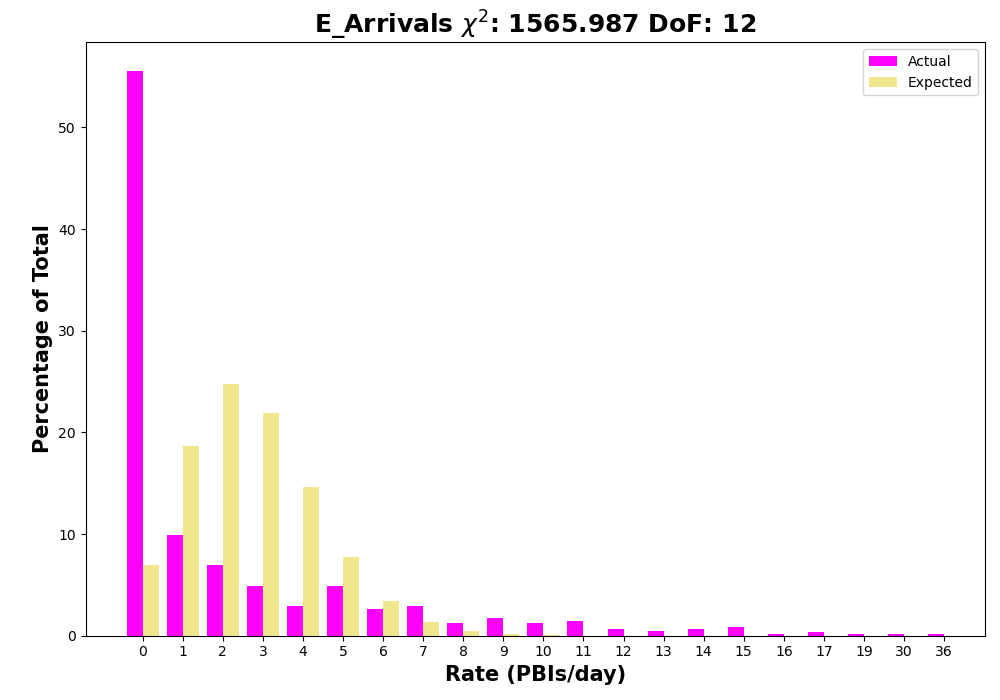 E_Arrivals χ²: 1565.987 DoF: 12
Actual
Expected
50
40
30
20
10
0
Percentage of Total
0 1 2 3 4 5 6 7 8 9 10 11 12 13 14 15 16 17 19 30 36
Rate (PBIs/day)